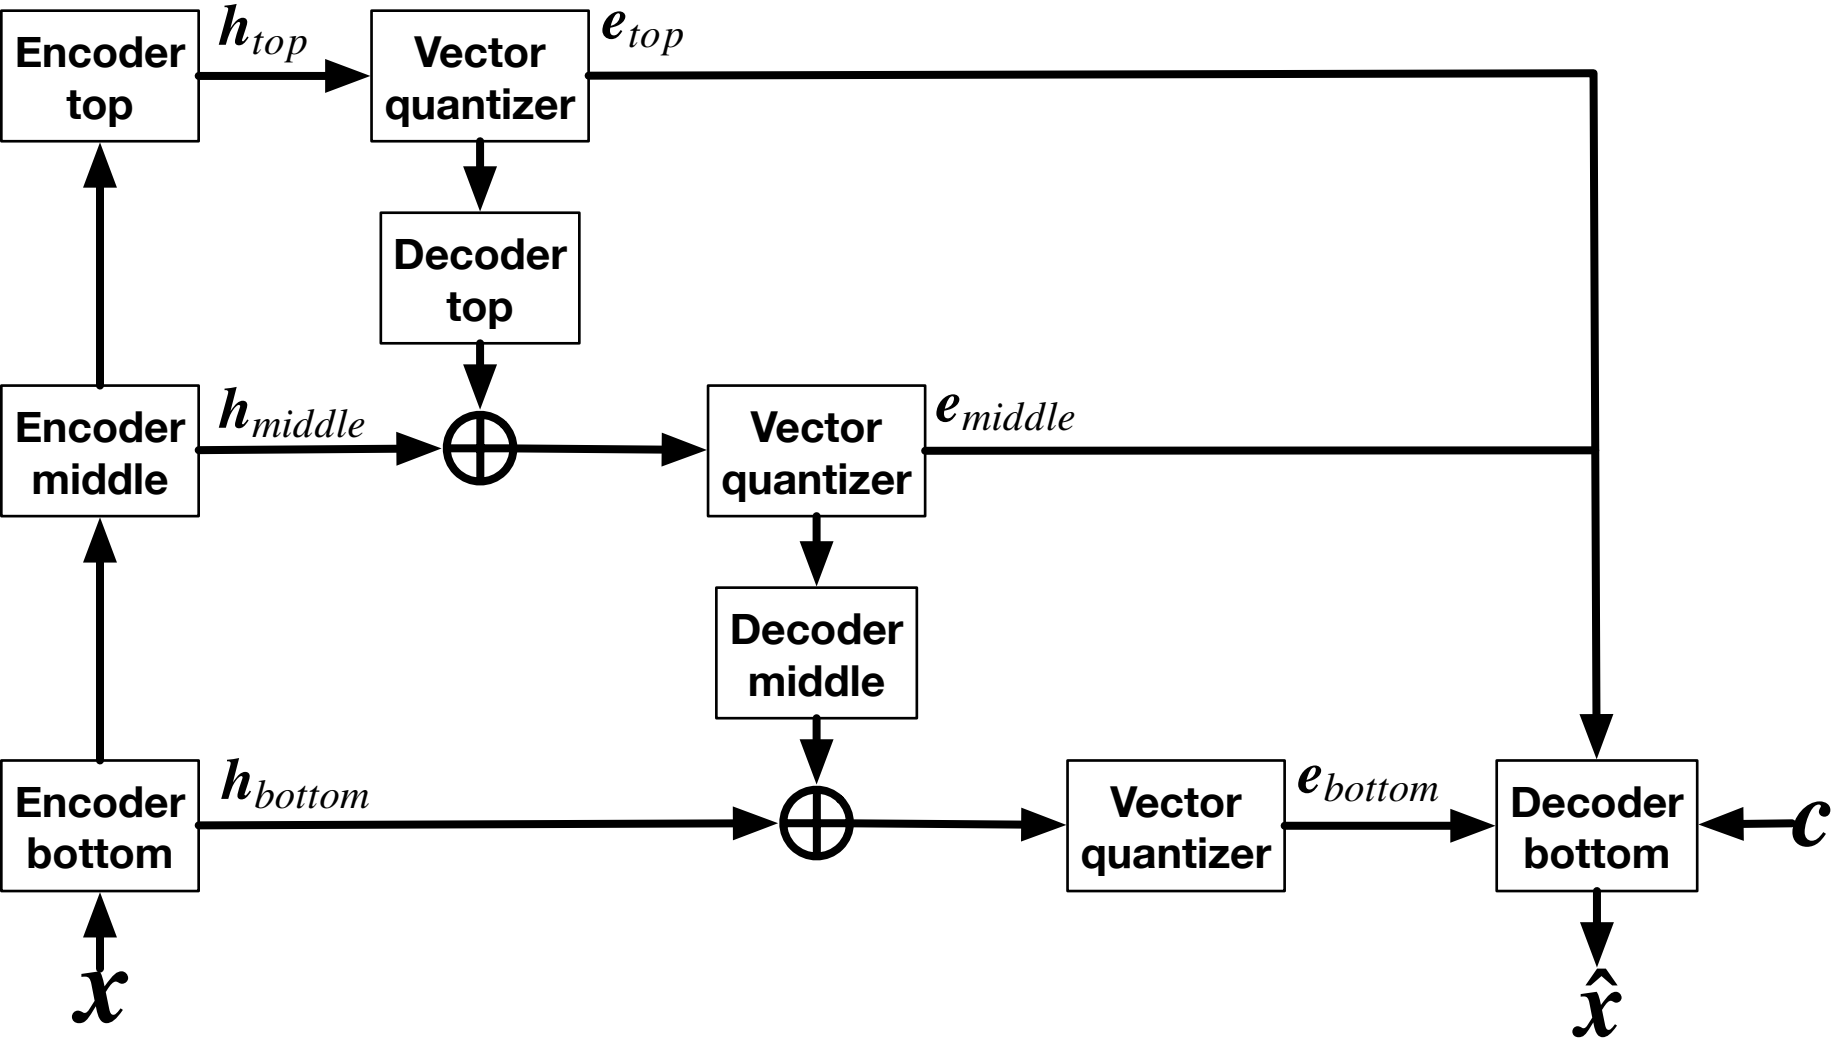 Encoder
top
h_top
Vector
quantizer
e_top
Decoder
top
Encoder
middle
h_middle
Vector
quantizer
e_middle
Decoder
middle
Encoder
bottom
h_bottom
Vector
quantizer
e_bottom
Decoder
bottom
c
x
x̂